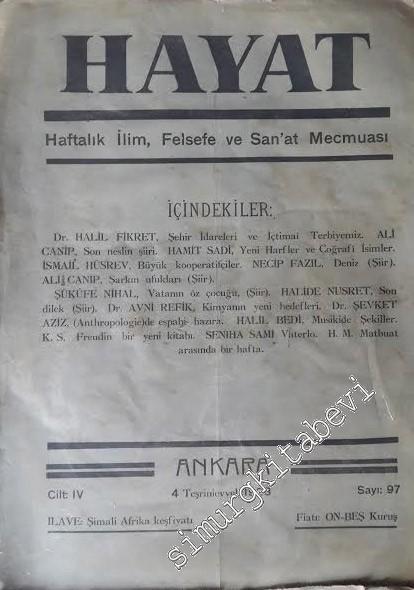 HAYAT
Haftalık İlim, Felsefe ve San'at Mecmuası
İÇİNDEKİLER:
Dr. HALİL FİKRET, Şehir İdareleri ve İçtimai Terbiyemiz. ALİ
CANİP, Son neslin şiiri. HAMİT SADİ, Yeni Harfler ve Coğrafî İsimler.
İSMAİL HÜSREV, Büyük kooperatifçiler. NECİP FAZIL, Deniz (Şiir).
ALİ CANIP, Şarkın ufukları (Şiir).
ŞÜKÛFE NİHAL, Vatanın öz çocuğu, (Şiir). HALİDE NUSRET, Son
dilek (Şiir). Dr. AVNİ REFİK, Kimyanın yeni hedefleri. Dr. ŞEVKET
AZİZ, (Anthropologie)de espabı hazıra. HALİL BEDİ, Musikide Şekiller.
K. S. Freudin bir yeni kitabı. SENİHA SAMİ Vaterlo. H. M. Matbuat
arasında bir hafta.
ANKARA
Cilt: IV 4 Teşrinievvel 1928 Sayı: 97
İLAVE: Şimali Afrika keşfiyatı Fiatı: ON-BEŞ Kuruş
simurgkitabevi